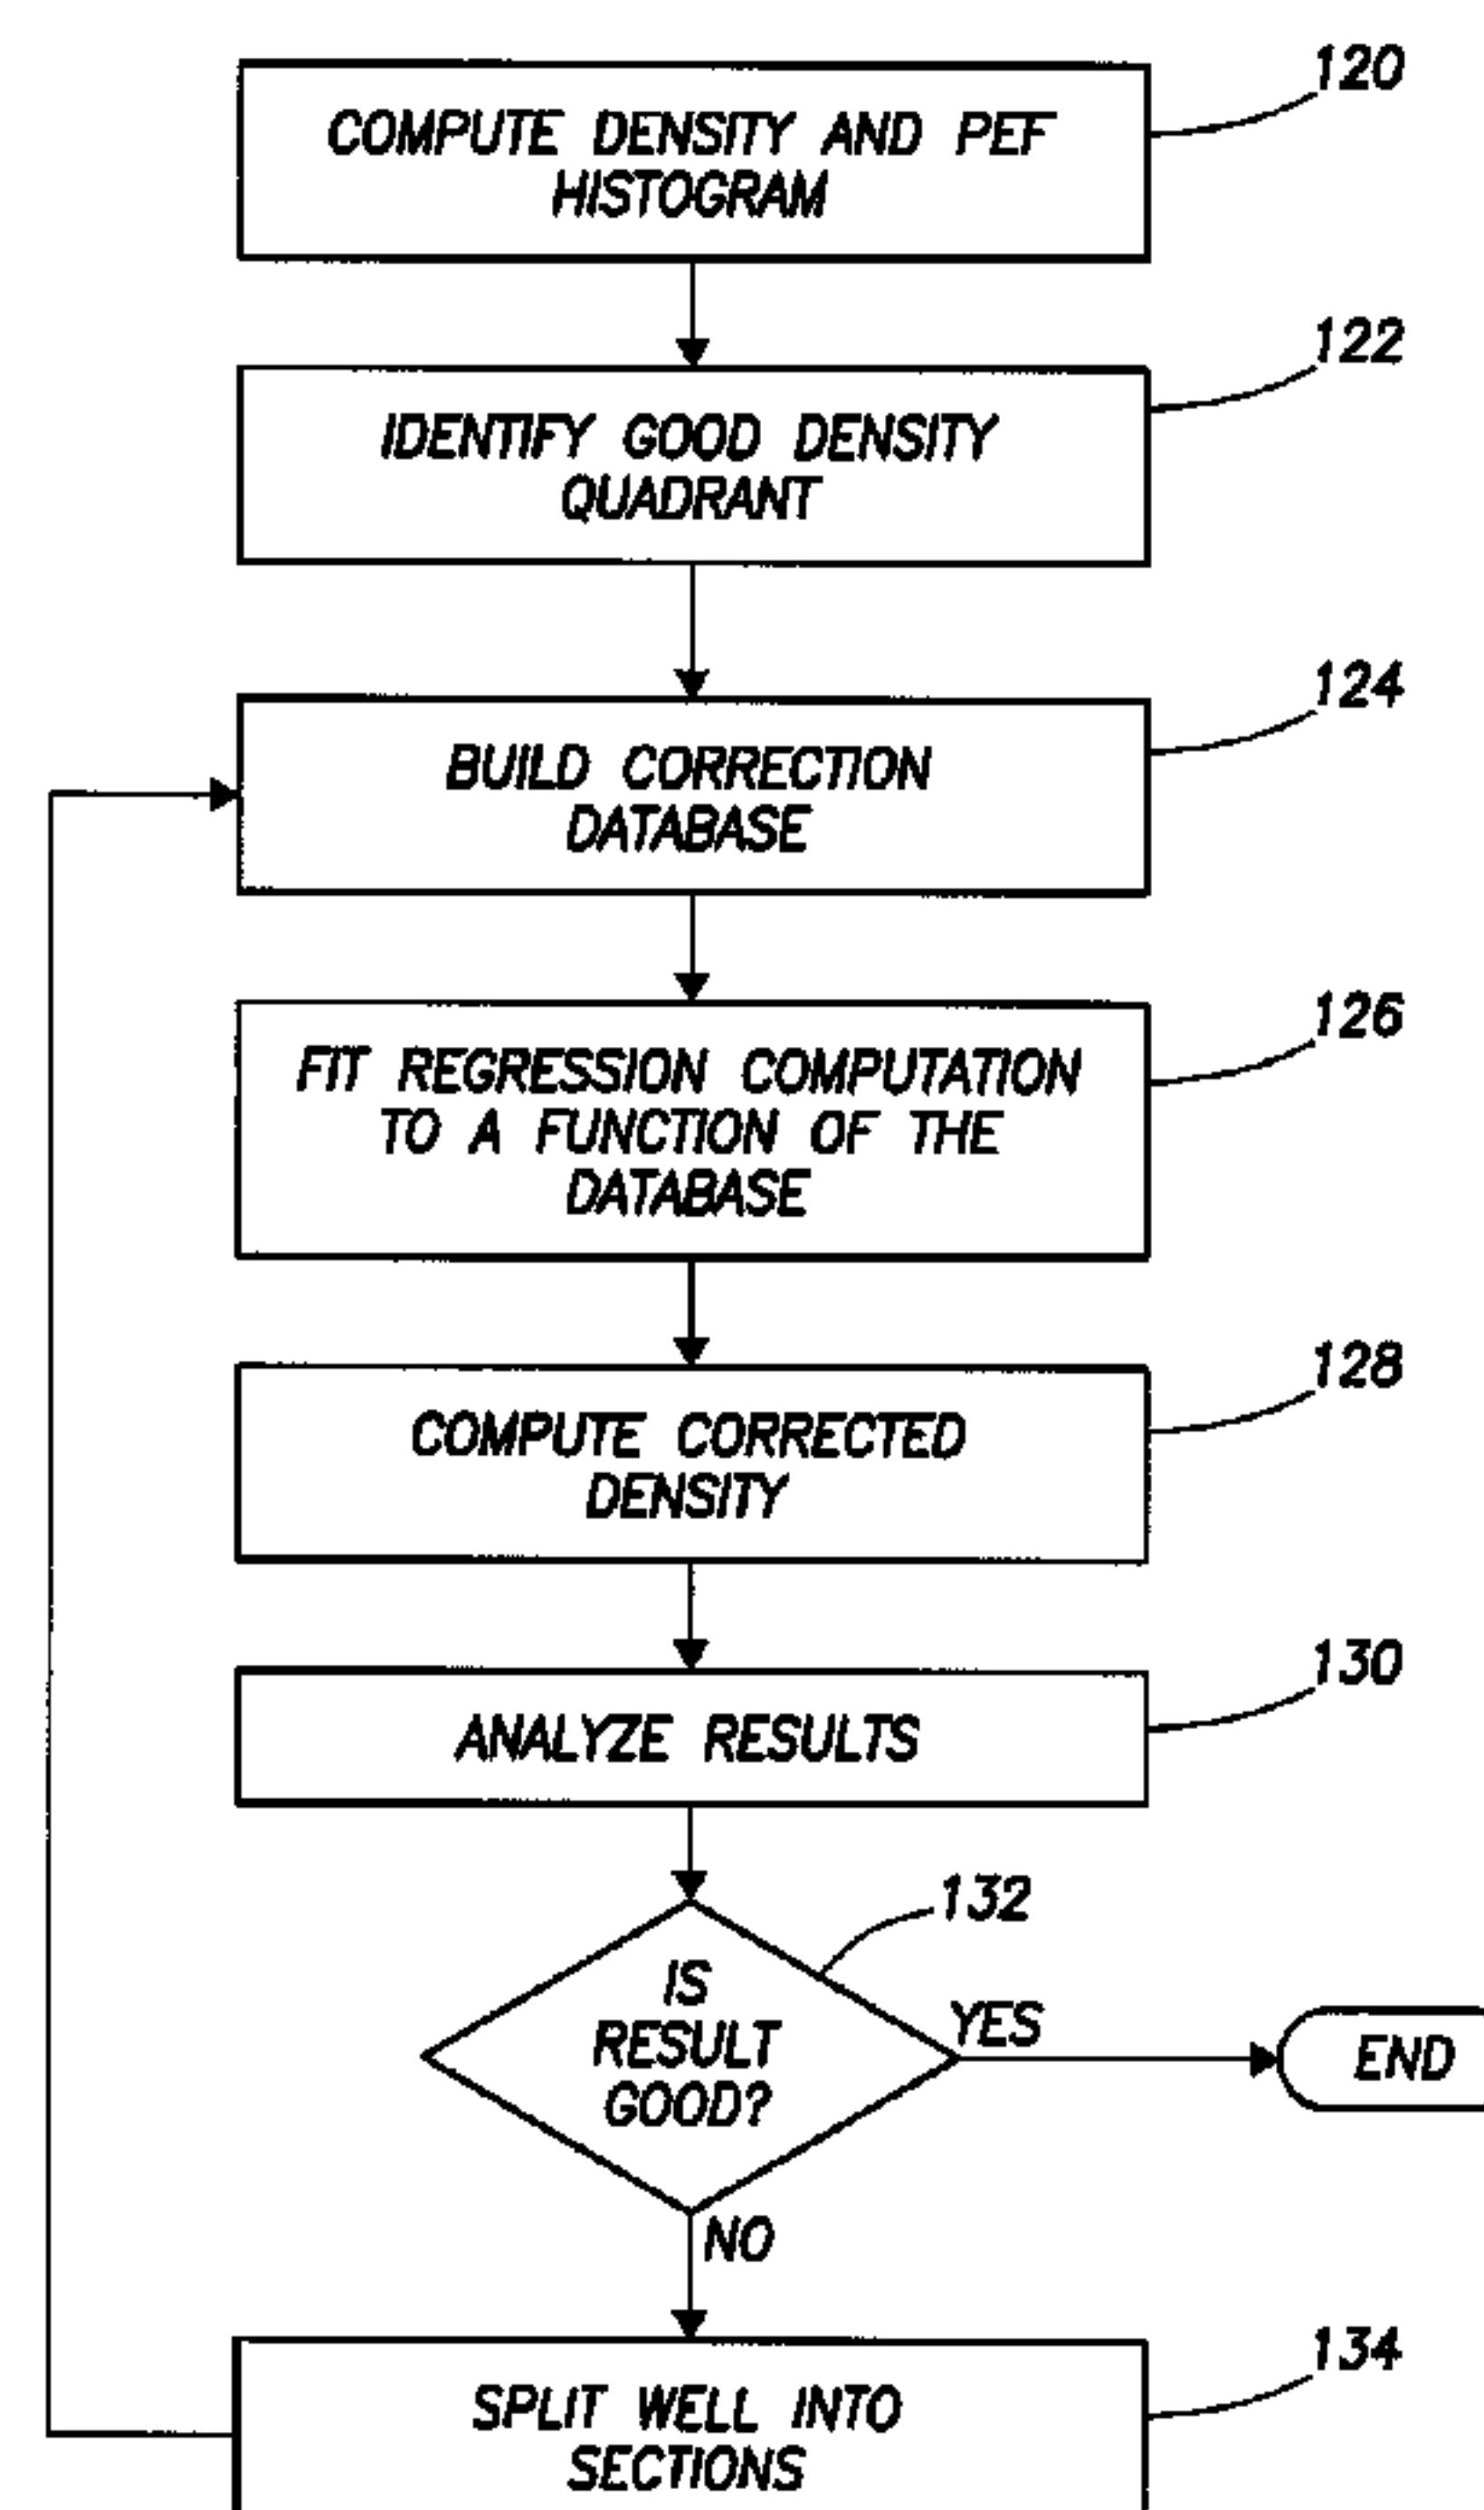 120
COMPUTE DENSITY AND PEF
HISTOGRAM
122
IDENTIFY GOOD DENSITY
QUADRANT
124
BUILD CORRECTION
DATABASE
126
FIT REGRESSION COMPUTATION
TO A FUNCTION OF THE
DATABASE
128
COMPUTE CORRECTED
DENSITY
130
ANALYZE RESULTS
132
IS
RESULT
GOOD?
YES
END
NO
134
SPLIT WELL INTO
SECTIONS